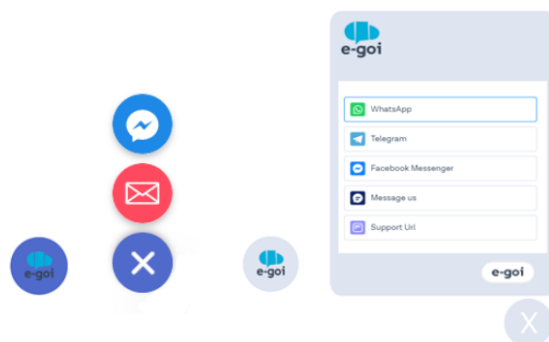 e-goi
WhatsApp
Telegram
Facebook Messenger
Message us
Support Url
e-goi
e-goi
e-goi
X